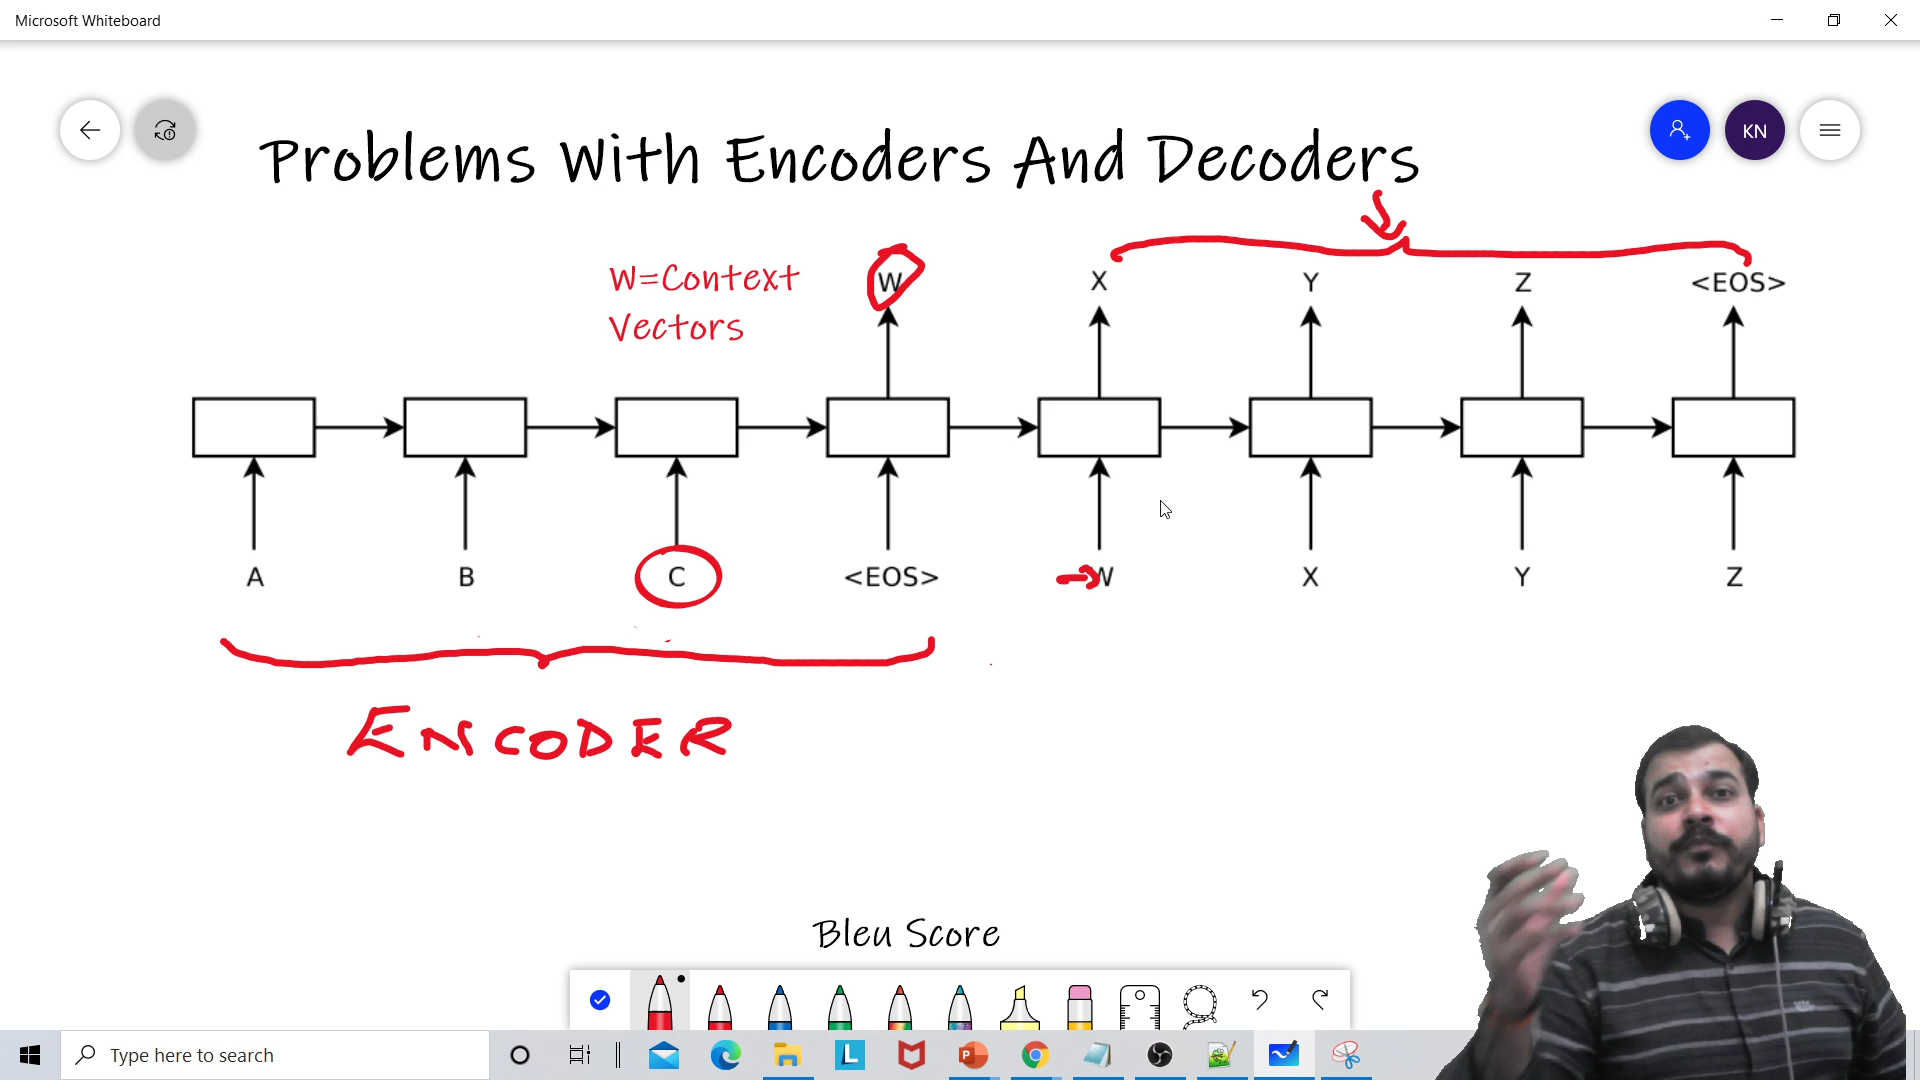 Microsoft Whiteboard
KN
Problems With Encoders And Decoders
W=Context
Vectors
W X Y Z <EOS>
A B C <EOS> W X Y Z
ENCODER
Bleu Score
Type here to search